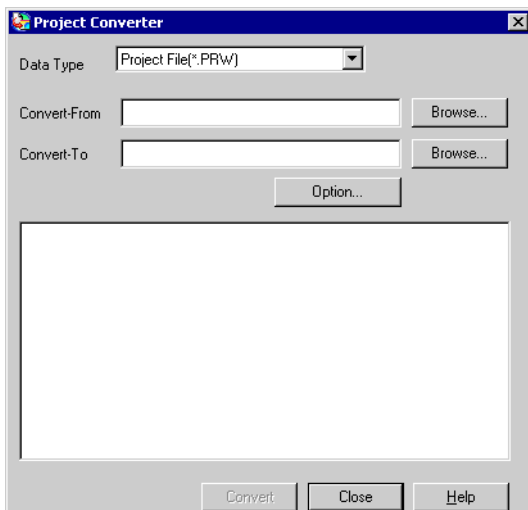 Project Converter
Data Type Project File(*.PRW)
Convert-From Browse...
Convert-To Browse...
Option...
Convert Close Help